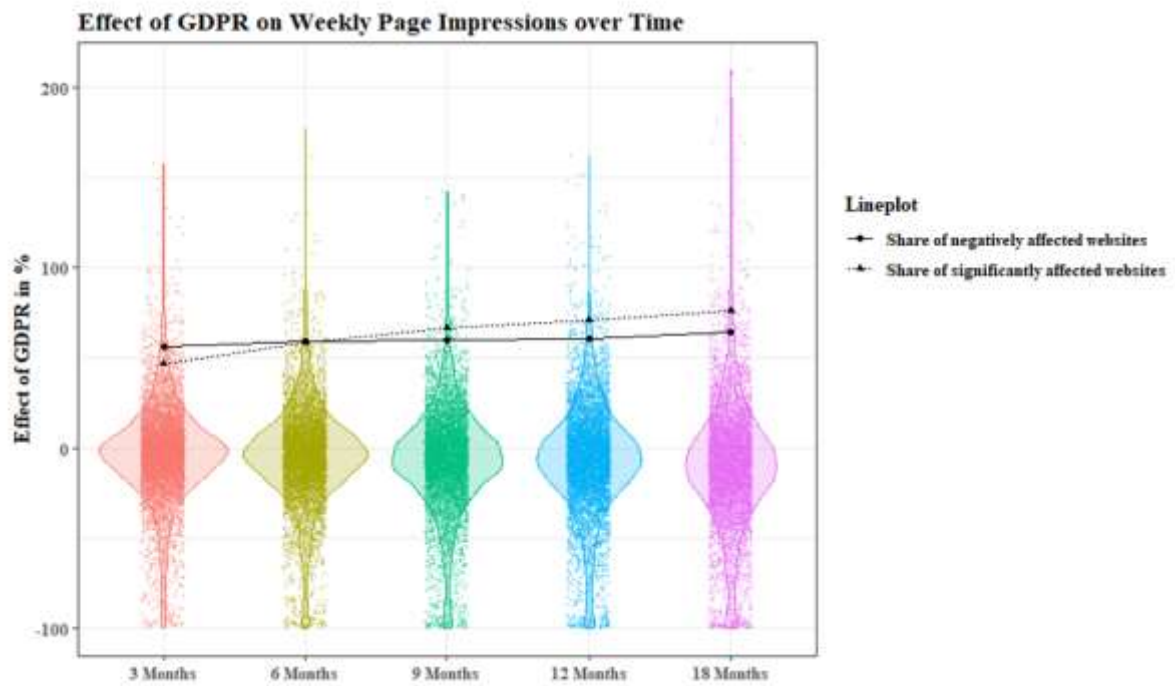 Effect of GDPR on Weekly Page Impressions over Time
Effect of GDPR in %
200
100
0
-100
3 Months
6 Months
9 Months
12 Months
18 Months
Lineplot
Share of negatively affected websites
Share of significantly affected websites